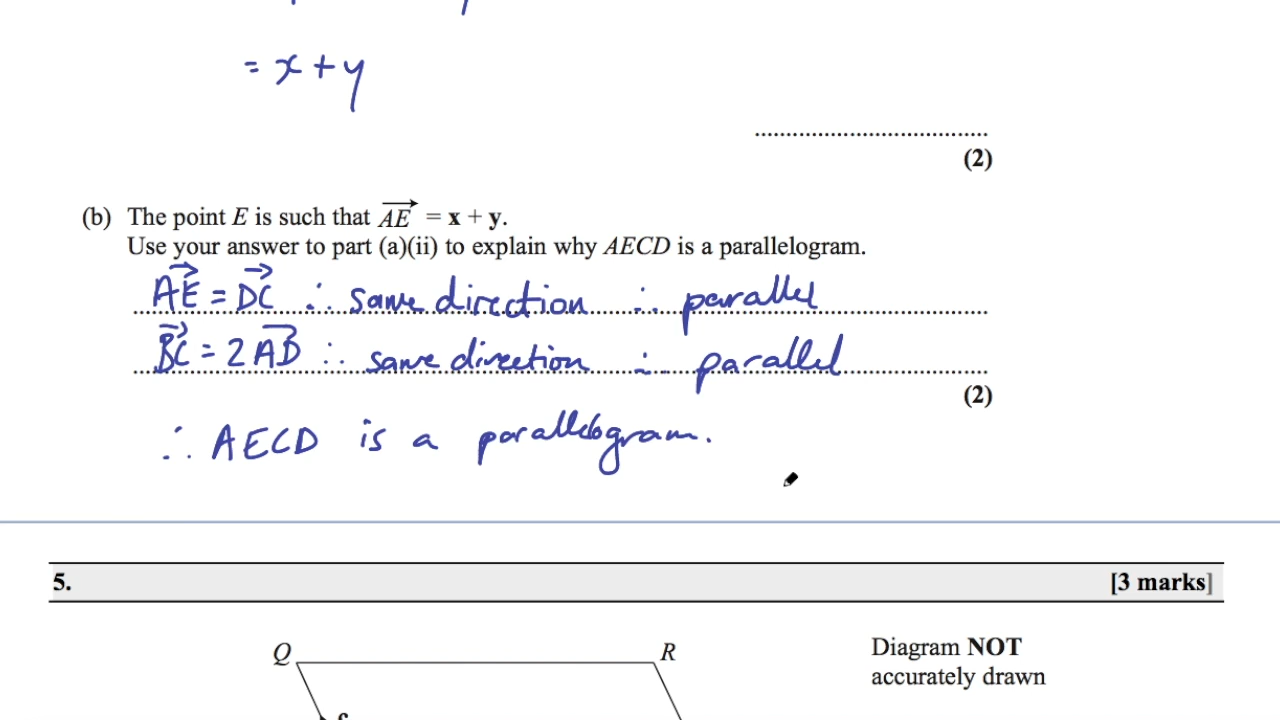 = x + y
(2)
(b) The point E is such that AE = x + y.
Use your answer to part (a)(ii) to explain why AECD is a parallelogram.
AE = DC ∴ same direction ∴ parallel
BC = 2AD ∴ same direction ∴ parallel
(2)
∴ AECD is a parallelogram.
5. [3 marks]
Q R Diagram NOT
accurately drawn